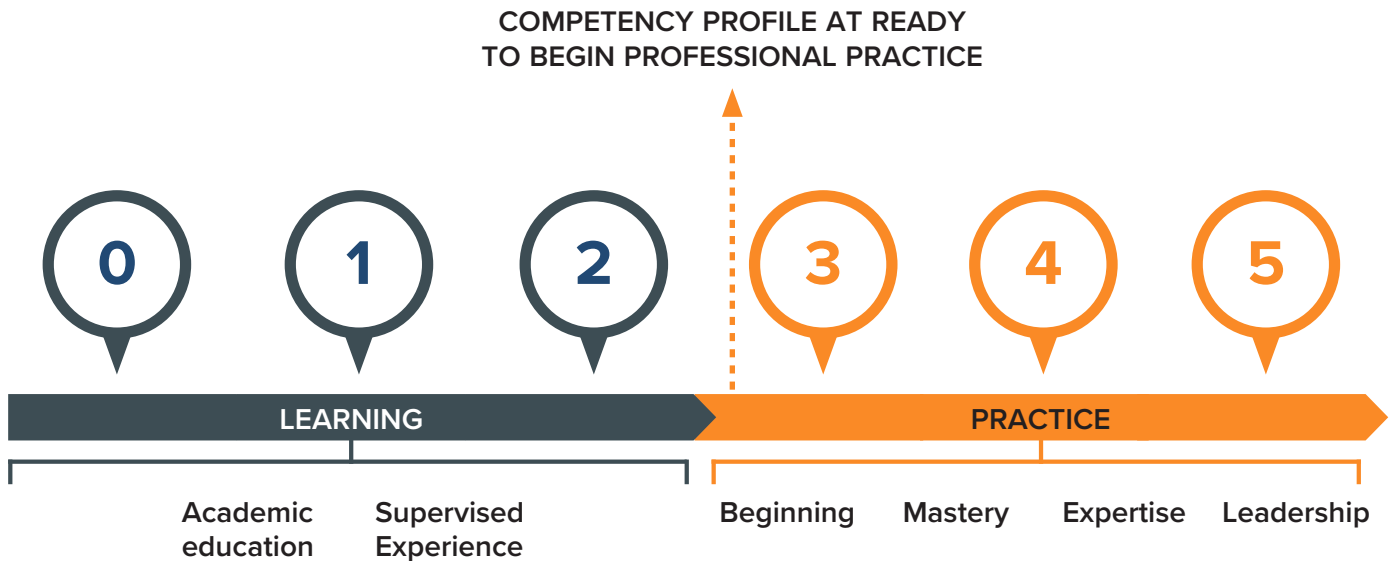 COMPETENCY PROFILE AT READY
TO BEGIN PROFESSIONAL PRACTICE
0
1
2
3
4
5
LEARNING
PRACTICE
Academic
education
Supervised
Experience
Beginning
Mastery
Expertise
Leadership